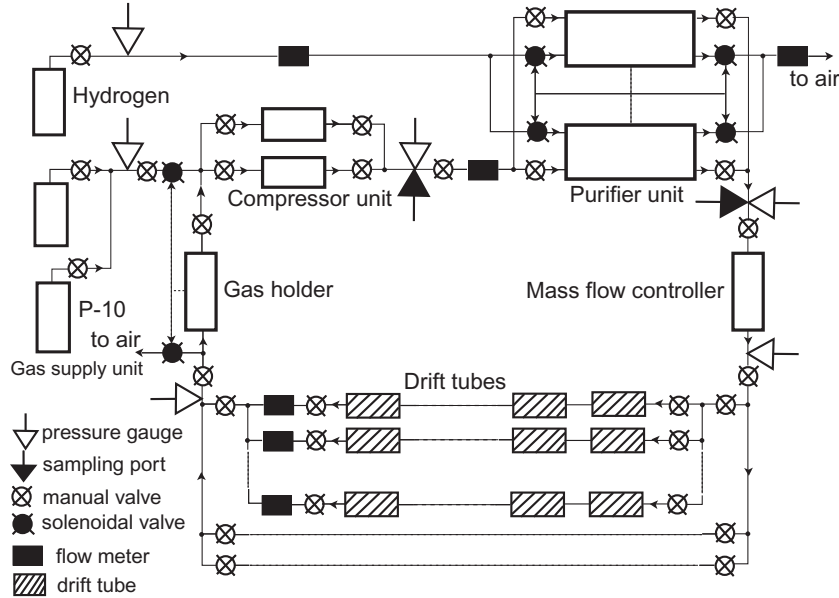 Hydrogen
to air
Compressor unit
Purifier unit
Gas holder
Mass flow controller
P-10
to air
Gas supply unit
Drift tubes
pressure gauge
sampling port
manual valve
solenoidal valve
flow meter
drift tube